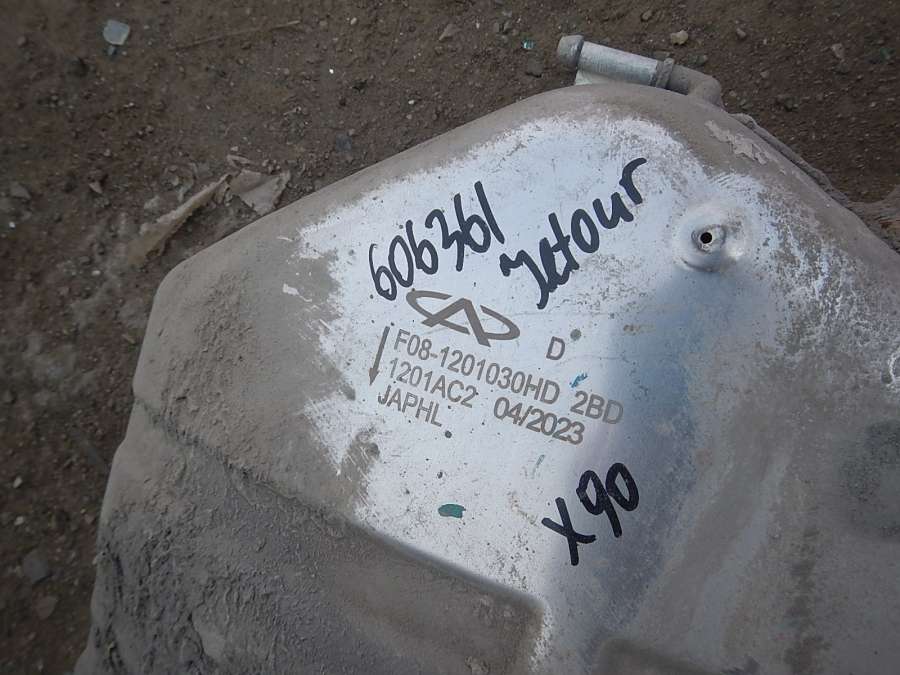 606361
Jetour
D
F08-1201030HD 2BD
1201AC2 04/2023
JAPHL
X90